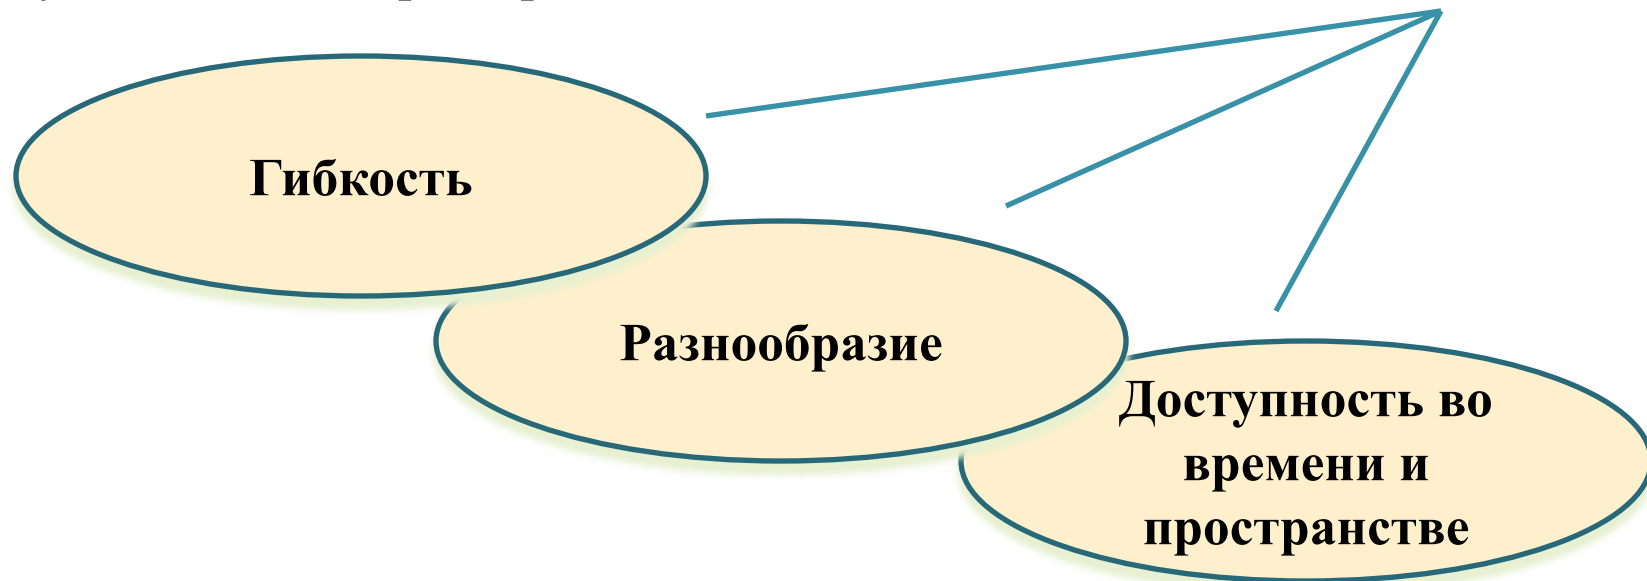 Гибкость
Разнообразие
Доступность во
времени и
пространстве